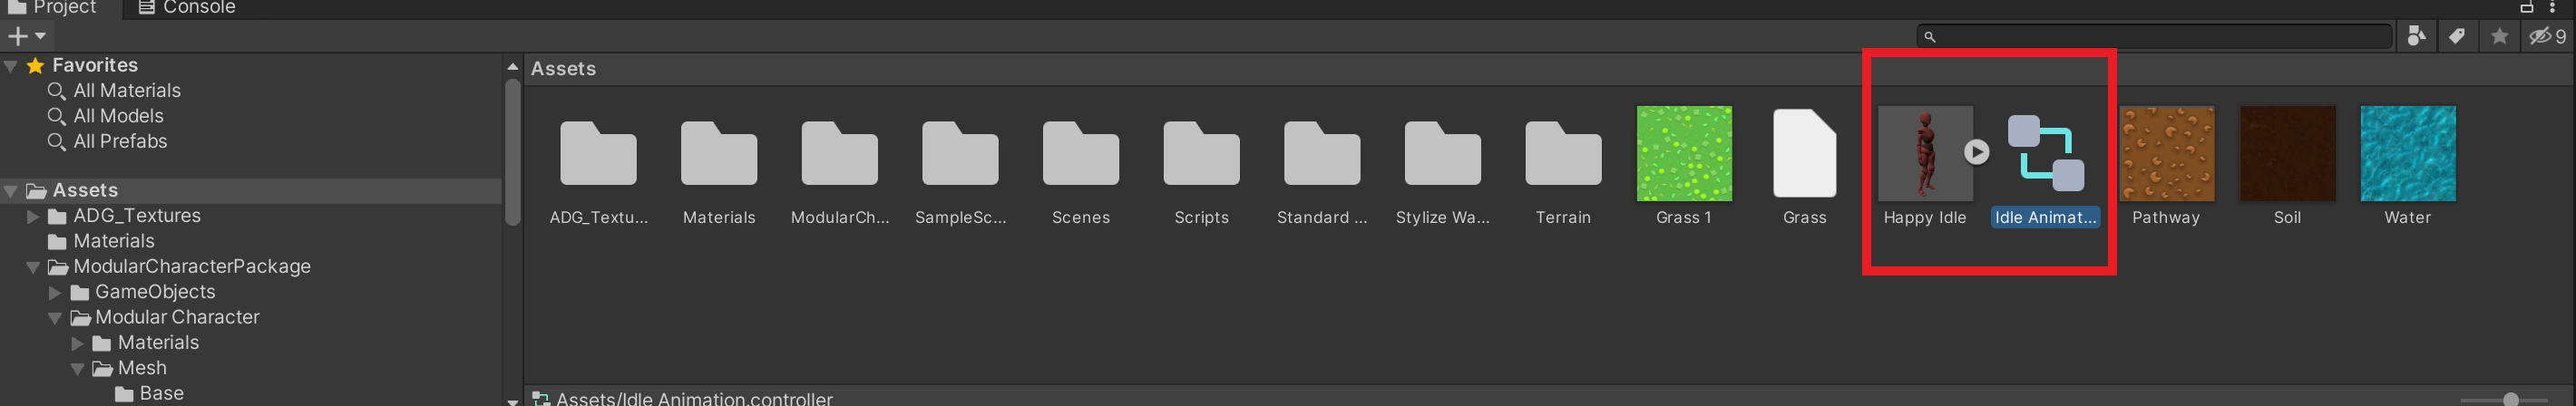 Project Console
9
Favorites
All Materials
All Models
All Prefabs
Assets
ADG_Textures
Materials
ModularCharacterPackage
GameObjects
Modular Character
Materials
Mesh
Base
Assets
ADG_Textu...
Materials
ModularCh...
SampleSc...
Scenes
Scripts
Standard ...
Stylize Wa...
Terrain
Grass 1
Grass
Happy Idle
Idle Animat...
Pathway
Soil
Water
Assets/Idle Animation.controller